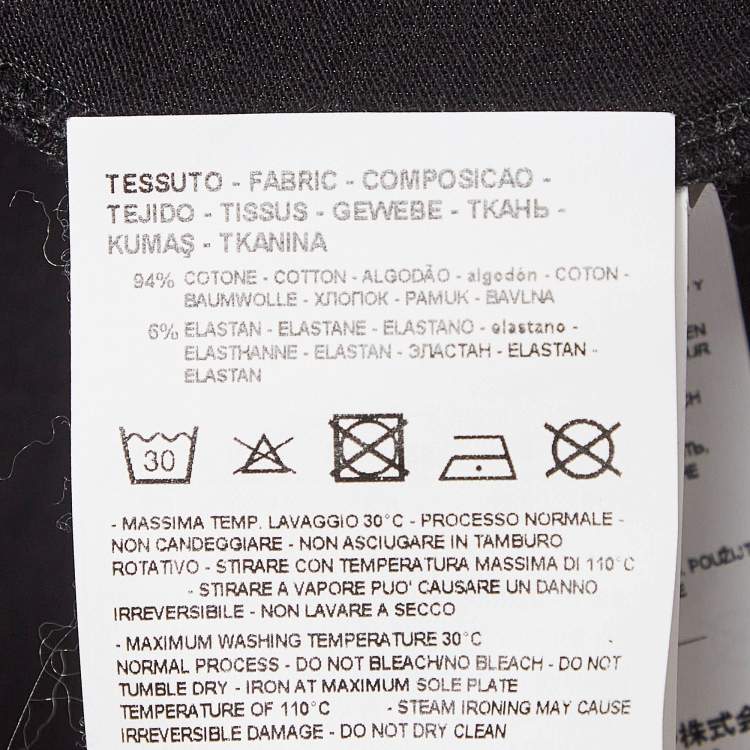 TESSUTO - FABRIC - COMPOSICAO -
TEJIDO - TISSUS - GEWEBE - ТКАНЬ -
KUMAŞ - TKANINA
94% COTONE - COTTON - ALGODÃO - algodón - COTON -
BAUMWOLLE - ХЛОПОК - PAMUK - BAVLNA
6% ELASTAN - ELASTANE - ELASTANO - elastano -
ELASTHANNE - ELASTAN - ЭЛАСТАН - ELASTAN -
ELASTAN
30
- MASSIMA TEMP. LAVAGGIO 30°C - PROCESSO NORMALE -
NON CANDEGGIARE - NON ASCIUGARE IN TAMBURO
ROTATIVO - STIRARE CON TEMPERATURA MASSIMA DI 110°C
- STIRARE A VAPORE PUO' CAUSARE UN DANNO
IRREVERSIBILE - NON LAVARE A SECCO
- MAXIMUM WASHING TEMPERATURE 30°C -
NORMAL PROCESS - DO NOT BLEACH/NO BLEACH - DO NOT
TUMBLE DRY - IRON AT MAXIMUM SOLE PLATE
TEMPERATURE OF 110°C - STEAM IRONING MAY CAUSE
IRREVERSIBLE DAMAGE - DO NOT DRY CLEAN
株式会